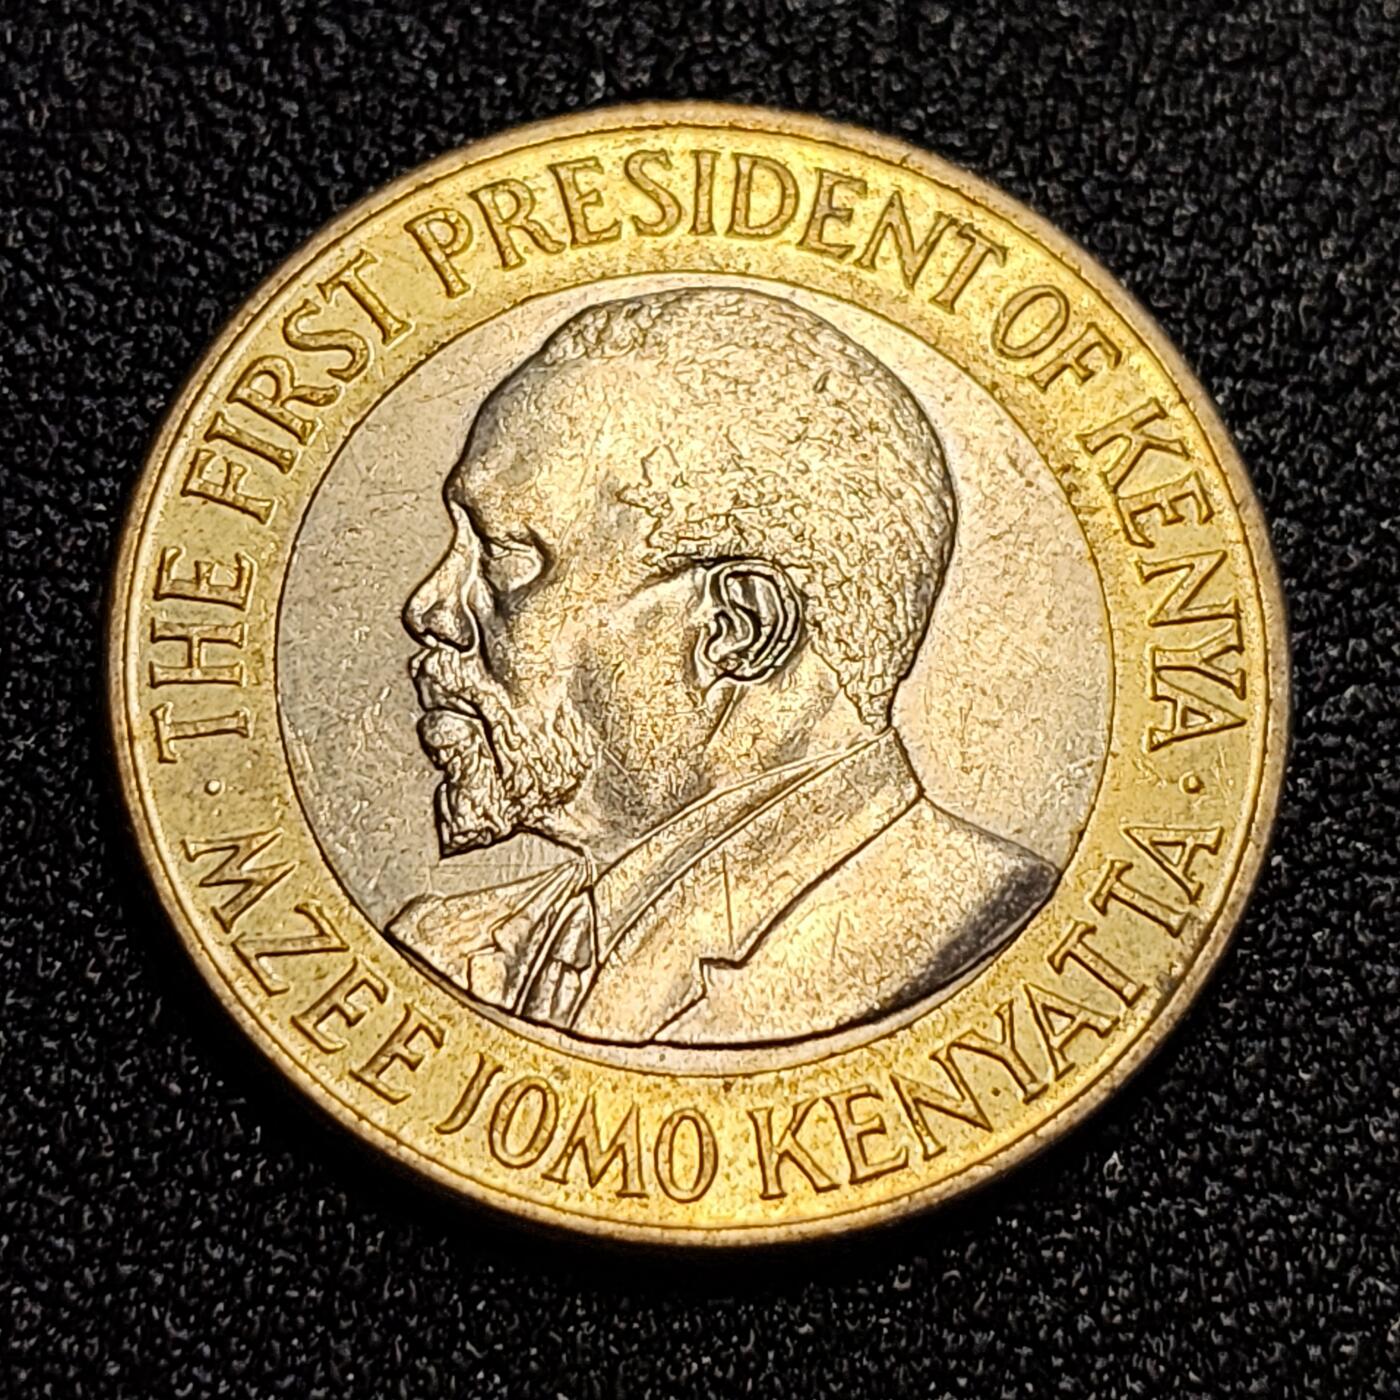 · THE FIRST PRESIDENT OF KENYA ·
MZEE JOMO KENYATTA